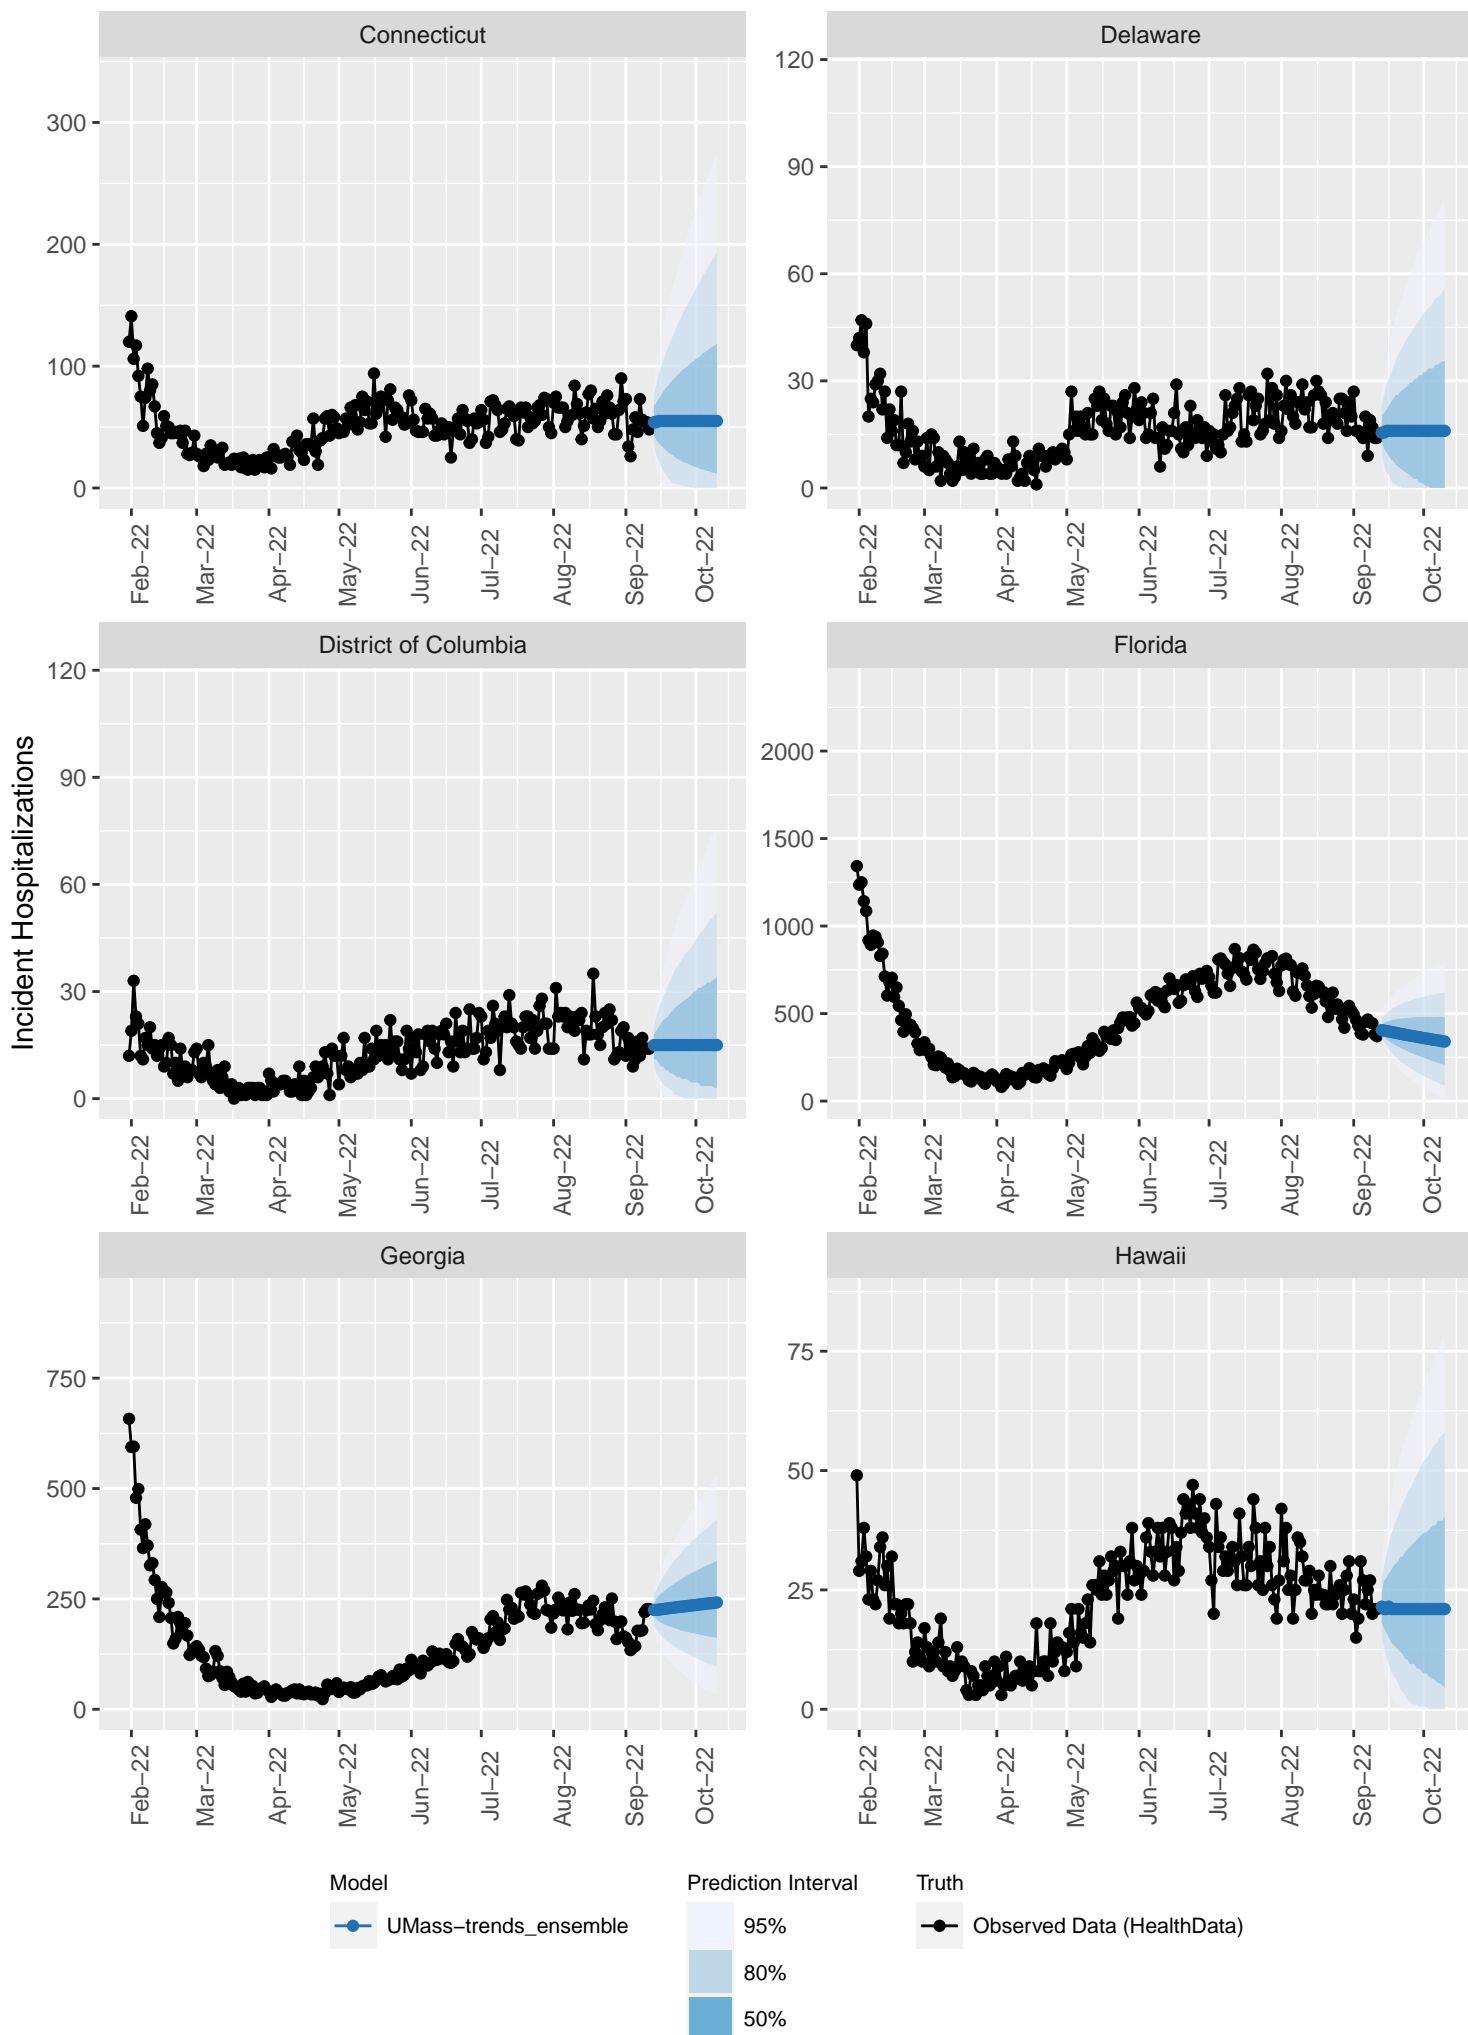 Connecticut
Delaware
300
200
100
0
120
90
60
30
0
Feb−22
Mar−22
Apr−22
May−22
Jun−22
Jul−22
Aug−22
Sep−22
Oct−22
Feb−22
Mar−22
Apr−22
May−22
Jun−22
Jul−22
Aug−22
Sep−22
Oct−22
Incident Hospitalizations
District of Columbia
Florida
120
90
60
30
0
2000
1500
1000
500
0
Feb−22
Mar−22
Apr−22
May−22
Jun−22
Jul−22
Aug−22
Sep−22
Oct−22
Feb−22
Mar−22
Apr−22
May−22
Jun−22
Jul−22
Aug−22
Sep−22
Oct−22
Georgia
Hawaii
750
500
250
0
75
50
25
0
Feb−22
Mar−22
Apr−22
May−22
Jun−22
Jul−22
Aug−22
Sep−22
Oct−22
Feb−22
Mar−22
Apr−22
May−22
Jun−22
Jul−22
Aug−22
Sep−22
Oct−22
Model
UMass−trends_ensemble
Prediction Interval
95%
80%
50%
Truth
Observed Data (HealthData)